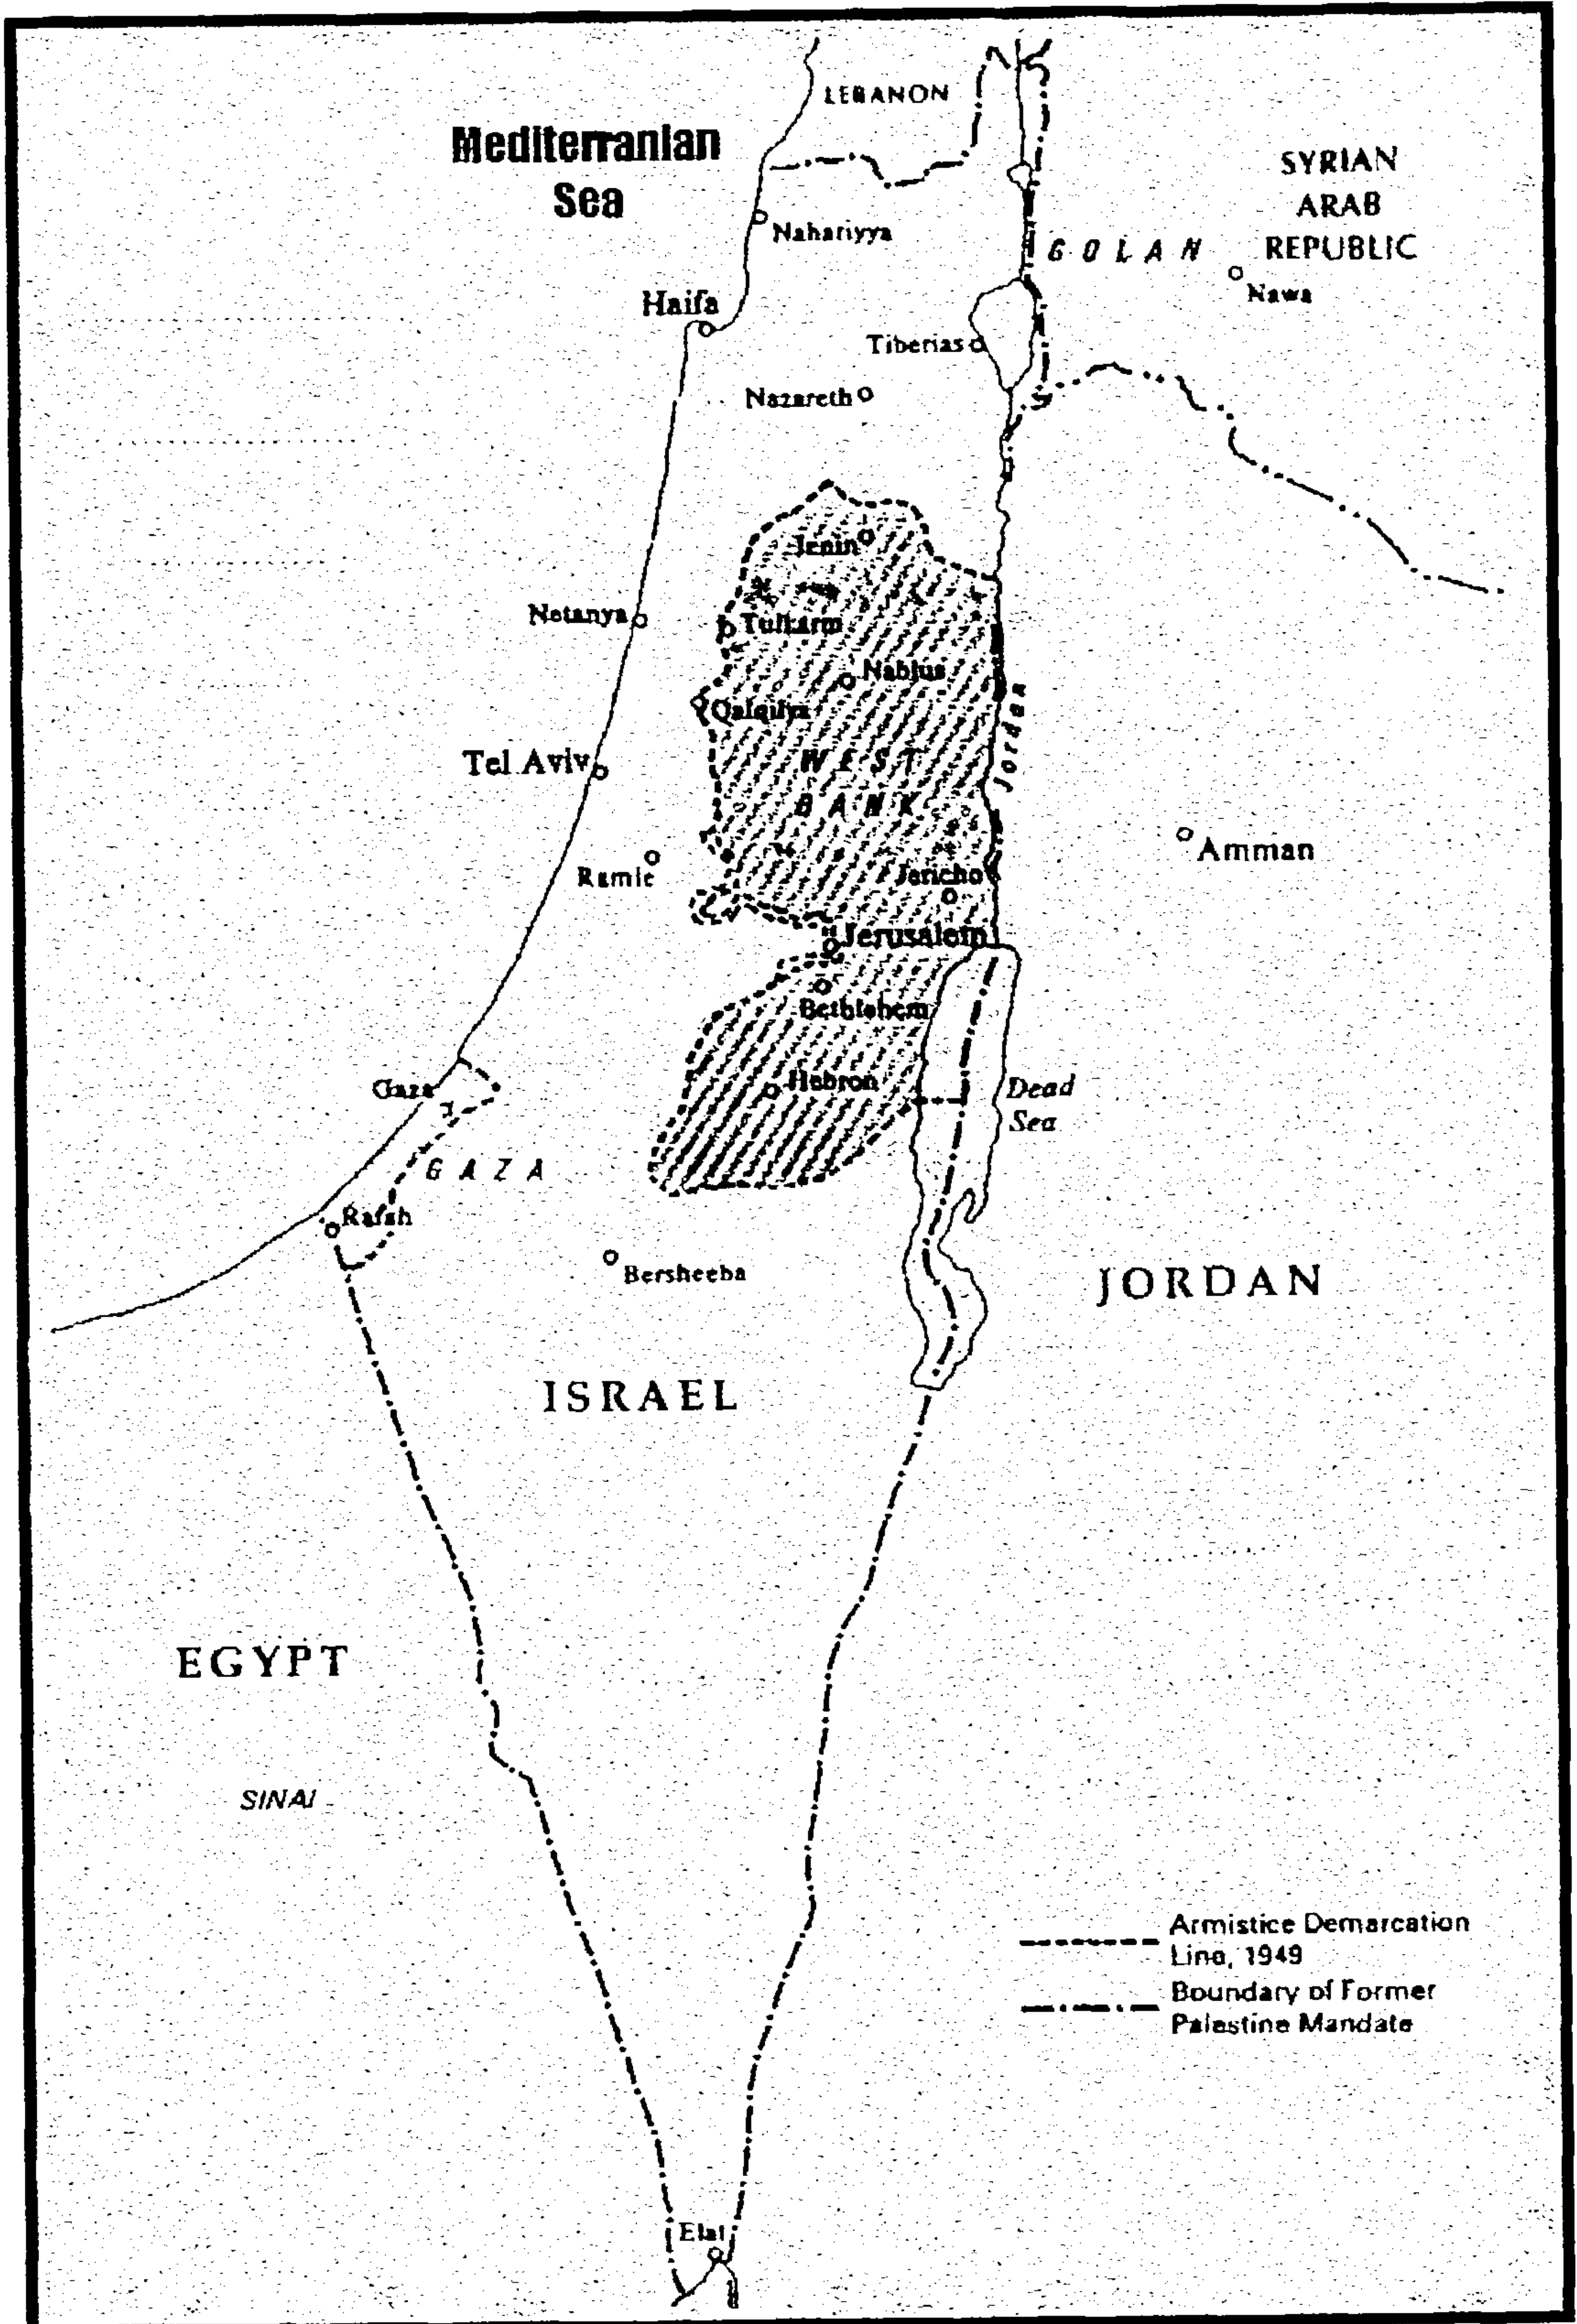 LEBANON
Mediterranian
Sea
SYRIAN
ARAB
REPUBLIC
Nahariyya
GOLAN
Nawa
Haifa
Tiberias
Nazareth
Jenin
Netanya
Tulkarm
Nablus
Qalqilya
Jordan
WEST
BANK
Tel Aviv
Amman
Ramle
Jericho
Jerusalem
Bethlehem
Gaza
Hebron
Dead
Sea
GAZA
Rafah
Bersheeba
JORDAN
ISRAEL
EGYPT
SINAI
Armistice Demarcation
Line, 1949
Boundary of Former
Palestine Mandate
Elat